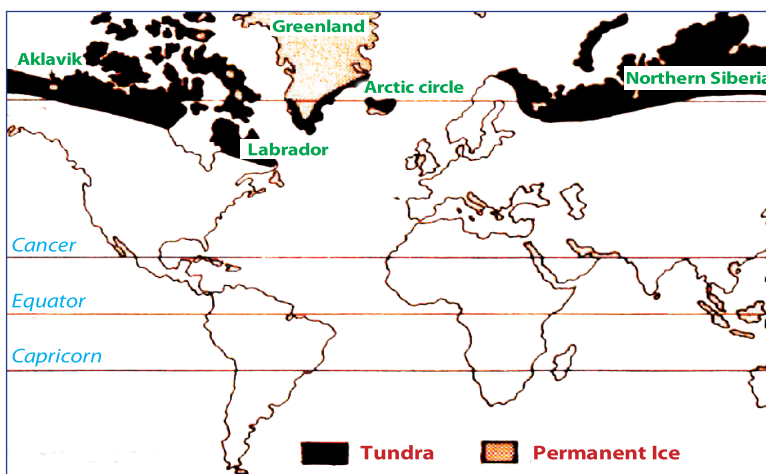 Greenland
Aklavik
Northern Siberia
Arctic circle
Labrador
Cancer
Equator
Capricorn
Tundra
Permanent Ice